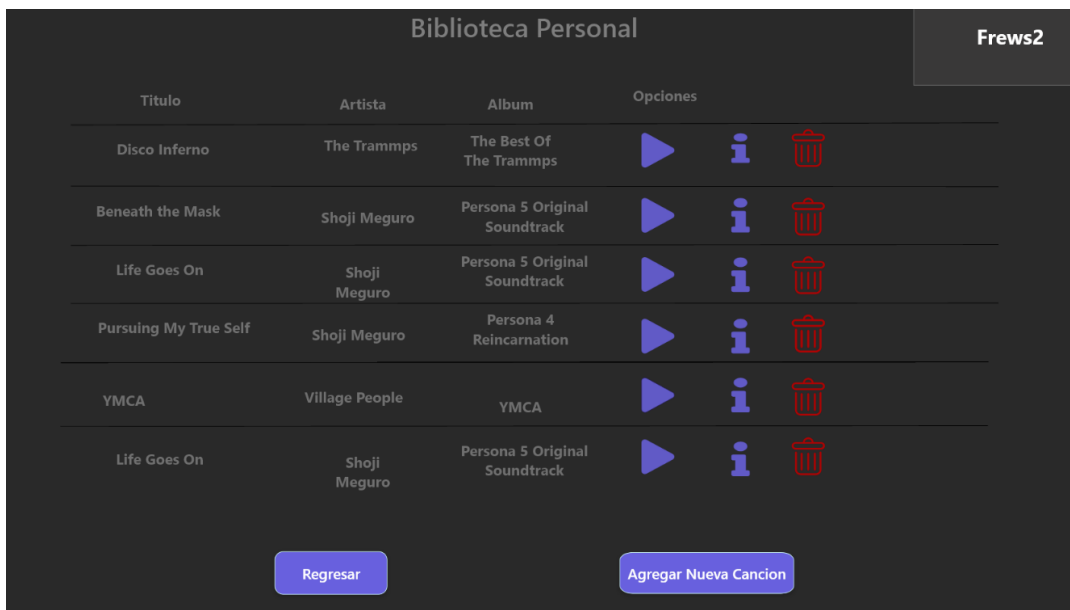 Biblioteca Personal
Frews2
Titulo Artista Album Opciones
Disco Inferno
The Trammps
The Best Of
The Trammps
Beneath the Mask
Shoji Meguro
Persona 5 Original
Soundtrack
Life Goes On
Shoji
Meguro
Persona 5 Original
Soundtrack
Pursuing My True Self
Shoji Meguro
Persona 4
Reincarnation
YMCA
Village People
YMCA
Life Goes On
Shoji
Meguro
Persona 5 Original
Soundtrack
Regresar
Agregar Nueva Cancion